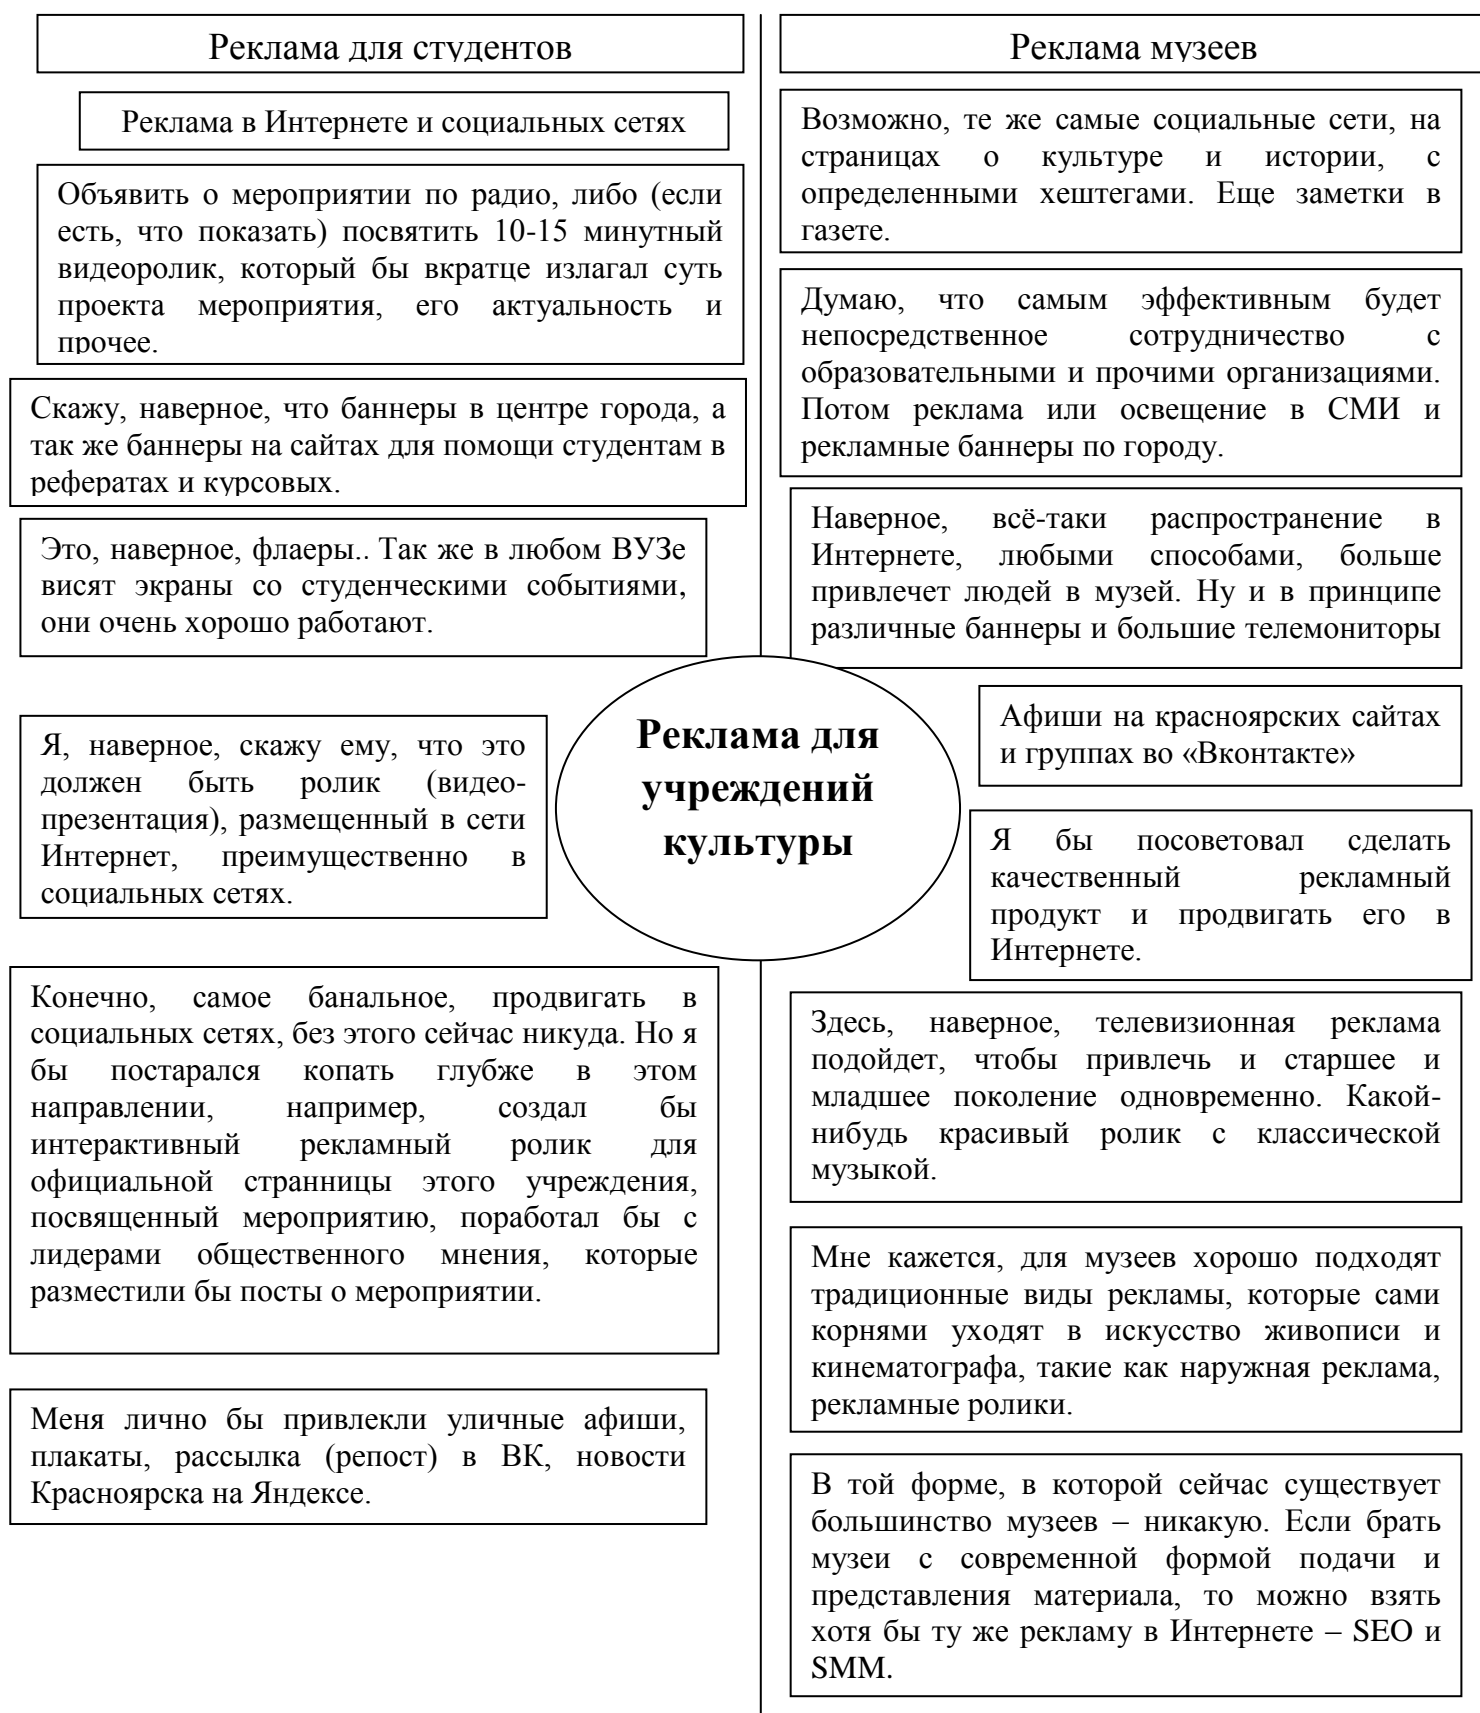 Реклама для студентов
Реклама в Интернете и социальных сетях
Объявить о мероприятии по радио, либо (если
есть, что показать) посвятить 10-15 минутный
видеоролик, который бы вкратце излагал суть
проекта мероприятия, его актуальность и
прочее.
Скажу, наверное, что баннеры в центре города, а
так же баннеры на сайтах для помощи студентам в
рефератах и курсовых.
Это, наверное, флаеры.. Так же в любом ВУЗе
висят экраны со студенческими событиями,
они очень хорошо работают.
Я, наверное, скажу ему, что это
должен быть ролик (видео-
презентация), размещенный в сети
Интернет, преимущественно в
социальных сетях.
Конечно, самое банальное, продвигать в
социальных сетях, без этого сейчас никуда. Но я
бы постарался копать глубже в этом
направлении, например, создал бы
интерактивный рекламный ролик для
официальной странницы этого учреждения,
посвященный мероприятию, поработал бы с
лидерами общественного мнения, которые
разместили бы посты о мероприятии.
Меня лично бы привлекли уличные афиши,
плакаты, рассылка (репост) в ВК, новости
Красноярска на Яндексе.
Реклама для
учреждений
культуры
Реклама музеев
Возможно, те же самые социальные сети, на
страницах о культуре и истории, с
определенными хештегами. Еще заметки в
газете.
Думаю, что самым эффективным будет
непосредственное сотрудничество с
образовательными и прочими организациями.
Потом реклама или освещение в СМИ и
рекламные баннеры по городу.
Наверное, всё-таки распространение в
Интернете, любыми способами, больше
привлечет людей в музей. Ну и в принципе
различные баннеры и большие телемониторы
Афиши на красноярских сайтах
и группах во «Вконтакте»
Я бы посоветовал сделать
качественный рекламный
продукт и продвигать его в
Интернете.
Здесь, наверное, телевизионная реклама
подойдет, чтобы привлечь и старшее и
младшее поколение одновременно. Какой-
нибудь красивый ролик с классической
музыкой.
Мне кажется, для музеев хорошо подходят
традиционные виды рекламы, которые сами
корнями уходят в искусство живописи и
кинематографа, такие как наружная реклама,
рекламные ролики.
В той форме, в которой сейчас существует
большинство музеев – никакую. Если брать
музеи с современной формой подачи и
представления материала, то можно взять
хотя бы ту же рекламу в Интернете – SEO и
SMM.